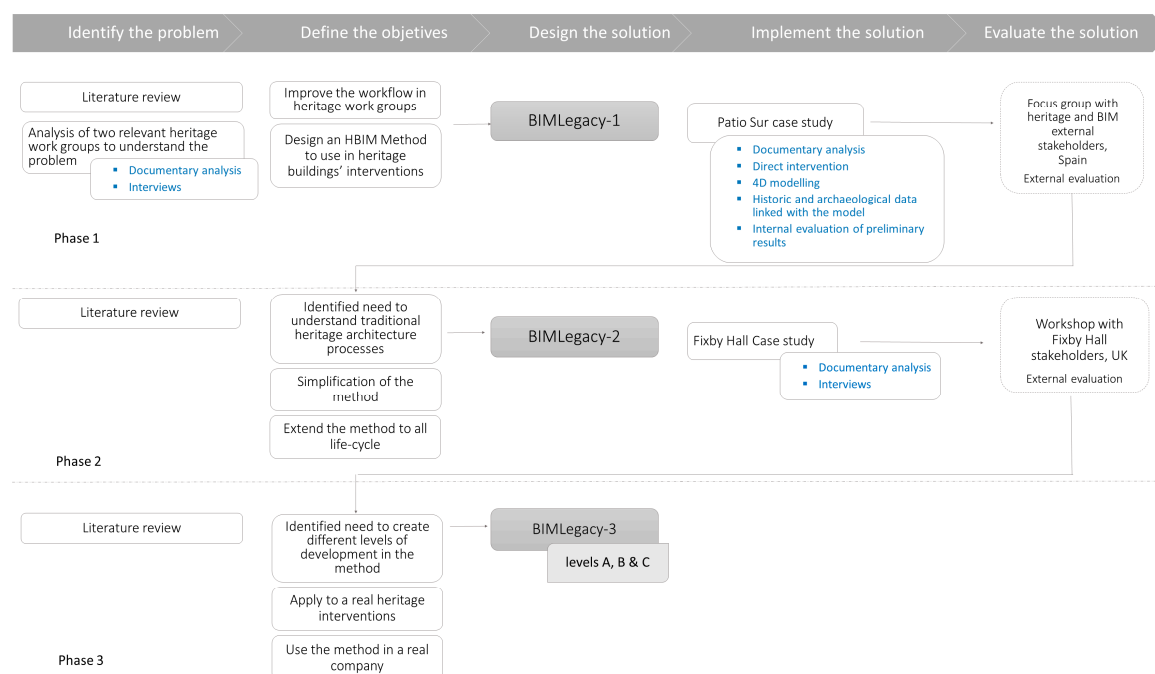 Identify the problem
Define the objetives
Design the solution
Implement the solution
Evaluate the solution
Literature review
Analysis of two relevant heritage
work groups to understand the
problem
Documentary analysis
Interviews
Phase 1
Improve the workflow in
heritage work groups
Design an HBIM Method
to use in heritage
buildings’ interventions
BIMLegacy-1
Patio Sur case study
Documentary analysis
Direct intervention
4D modelling
Historic and archaeological data
linked with the model
Internal evaluation of preliminary
results
Focus group with
heritage and BIM
external
stakeholders,
Spain
External evaluation
Literature review
Phase 2
Identified need to
understand traditional
heritage architecture
processes
Simplification of the
method
Extend the method to all
life-cycle
BIMLegacy-2
Fixby Hall Case study
Documentary analysis
Interviews
Workshop with
Fixby Hall
stakeholders, UK
External evaluation
Literature review
Phase 3
Identified need to create
different levels of
development in the
method
Apply to a real heritage
interventions
Use the method in a real
company
BIMLegacy-3
levels A, B & C